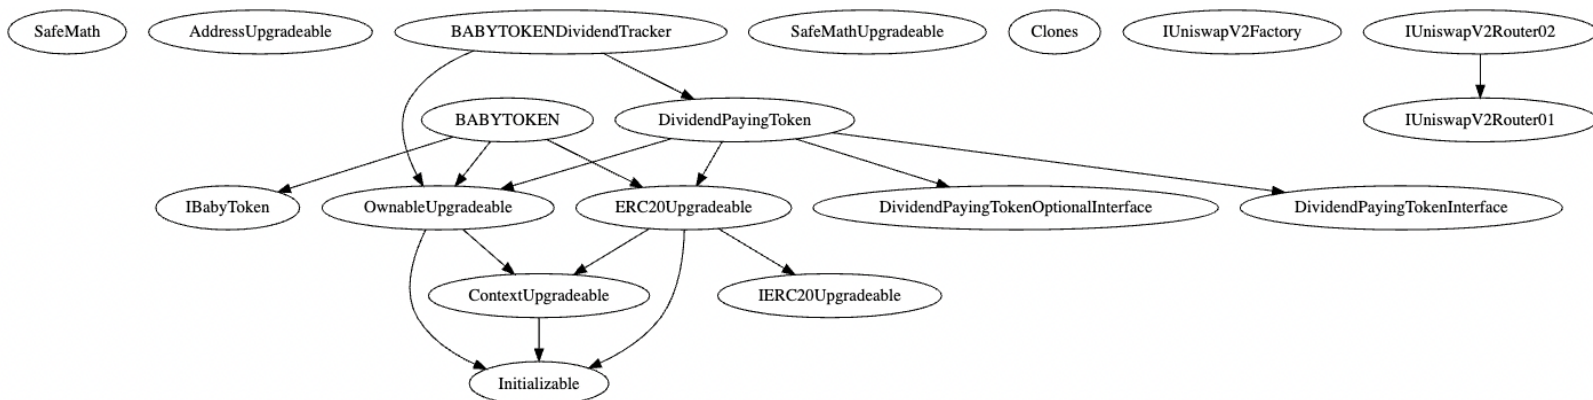 SafeMath
AddressUpgradeable
BABYTOKENDividendTracker
SafeMathUpgradeable
Clones
IUniswapV2Factory
IUniswapV2Router02
BABYTOKEN
DividendPayingToken
IUniswapV2Router01
IBabyToken
OwnableUpgradeable
ERC20Upgradeable
DividendPayingTokenOptionalInterface
DividendPayingTokenInterface
ContextUpgradeable
IERC20Upgradeable
Initializable